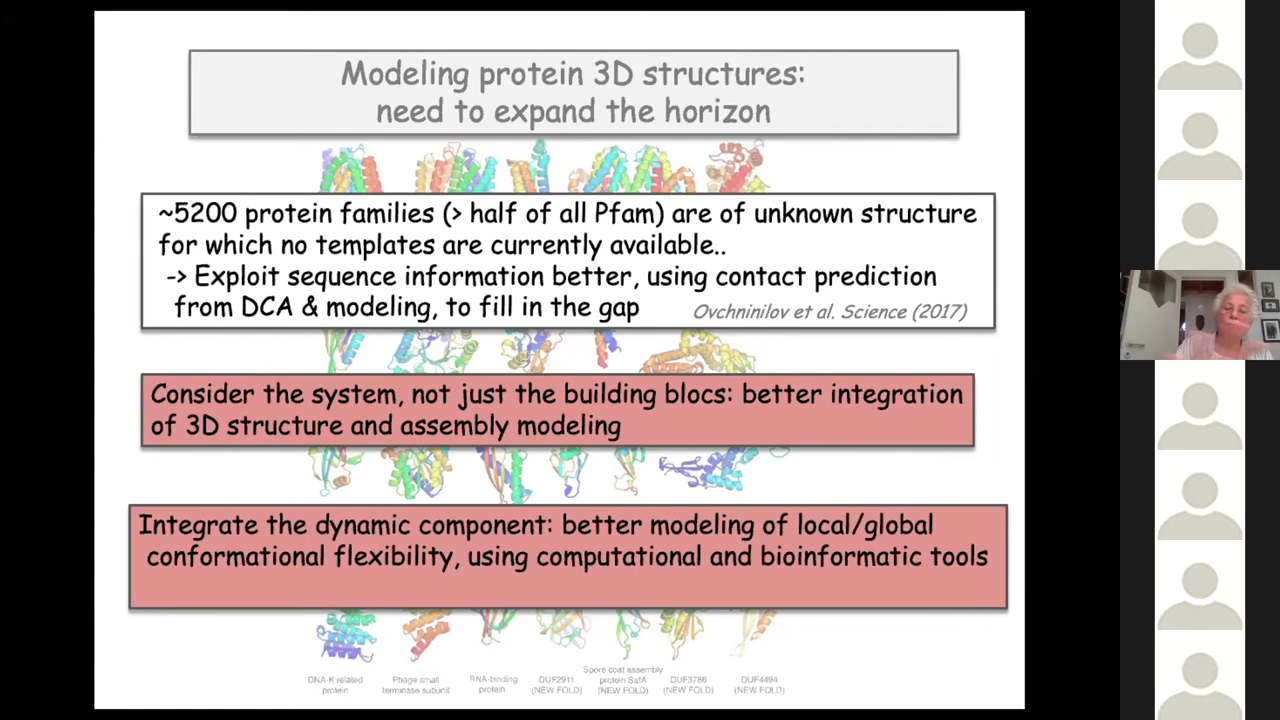 Modeling protein 3D structures:
need to expand the horizon
~5200 protein families (> half of all Pfam) are of unknown structure
for which no templates are currently available..
-> Exploit sequence information better, using contact prediction
from DCA & modeling, to fill in the gap
Ovchninilov et al. Science (2017)
Consider the system, not just the building blocs: better integration
of 3D structure and assembly modeling
Integrate the dynamic component: better modeling of local/global
conformational flexibility, using computational and bioinformatic tools
DNA-K related
protein
Phage small
terminase subunit
RNA-binding
protein
DUF2911
(NEW FOLD)
Spore coat assembly
protein SafA
(NEW FOLD)
DUF3786
(NEW FOLD)
DUF4494
(NEW FOLD)